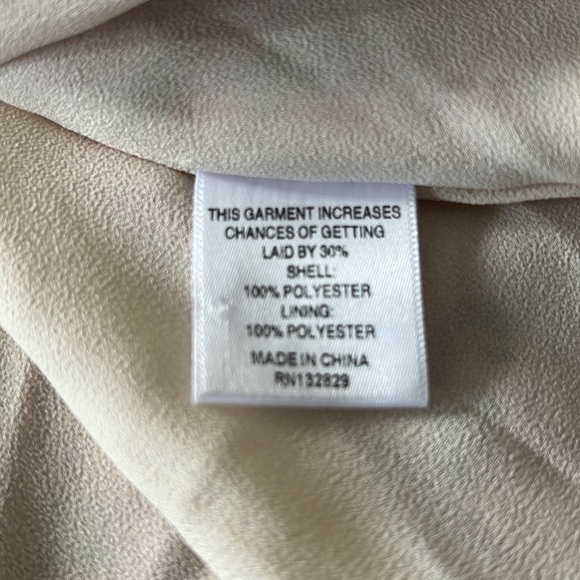 THIS GARMENT INCREASES
CHANCES OF GETTING
LAID BY 30%
SHELL:
100% POLYESTER
LINING:
100% POLYESTER
MADE IN CHINA
RN132829